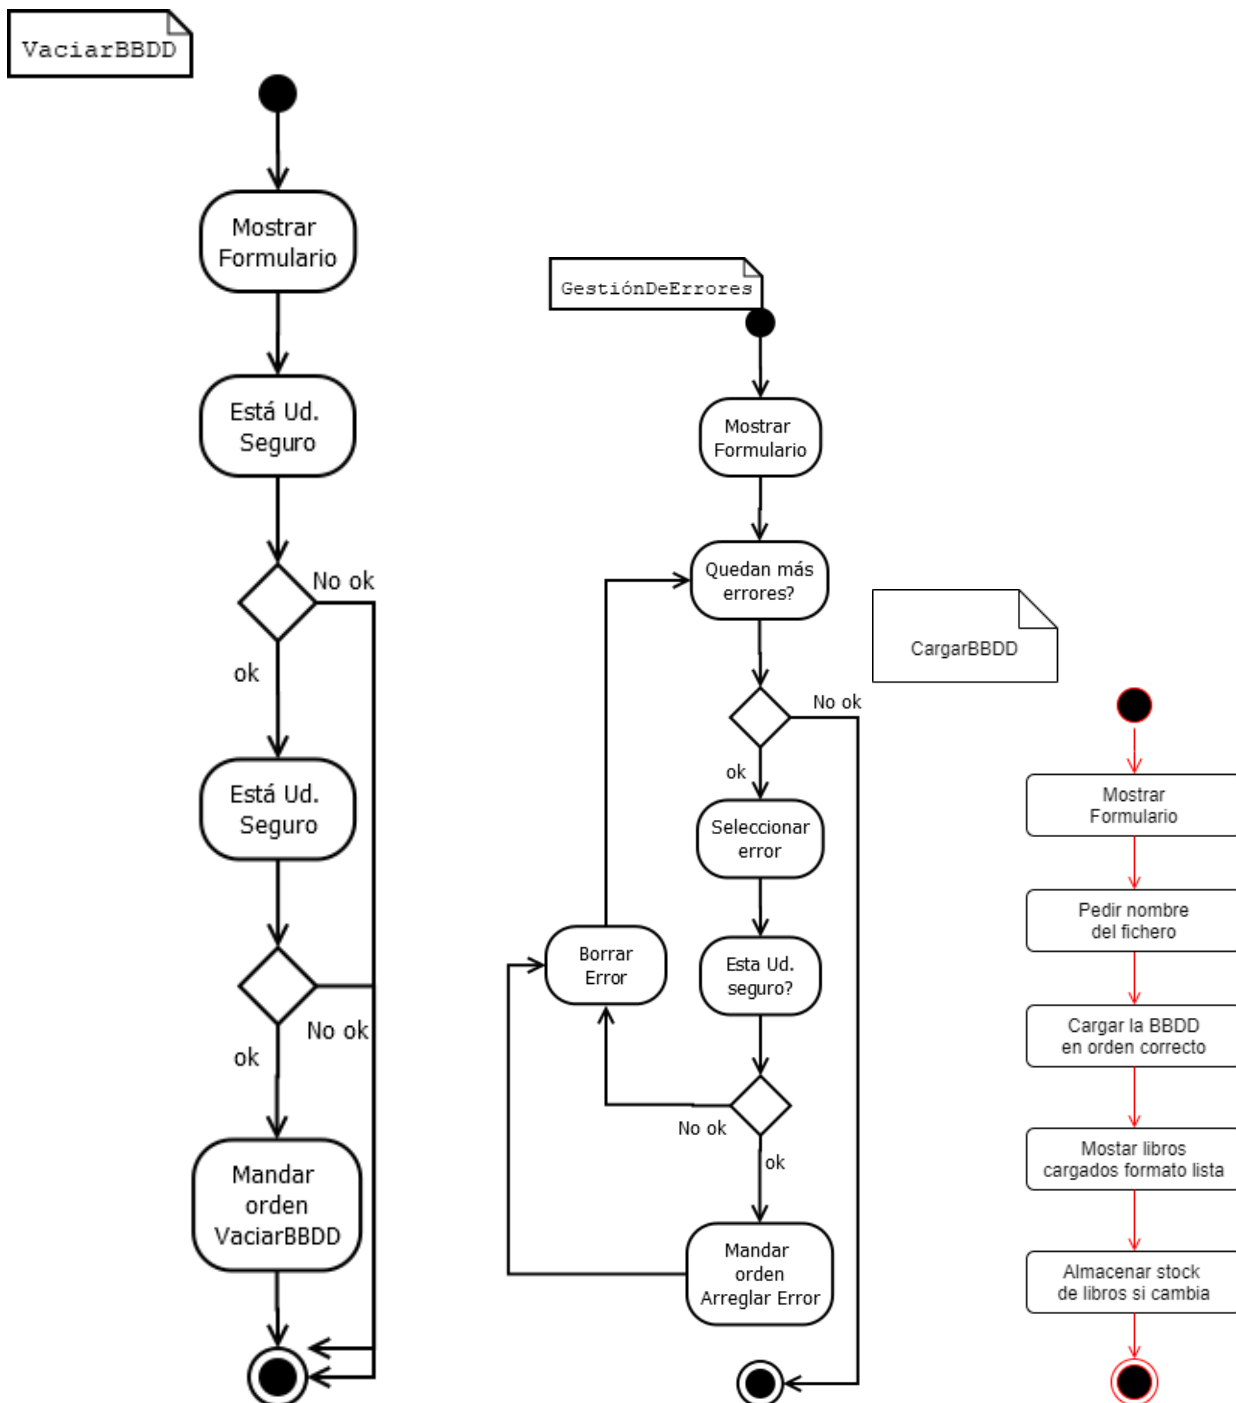 VaciarBBDD
Mostrar
Formulario
Está Ud.
Seguro
No ok
ok
Está Ud.
Seguro
No ok
ok
Mandar
orden
VaciarBBDD
GestiónDeErrores
Mostrar
Formulario
Quedan más
errores?
No ok
ok
Seleccionar
error
Borrar
Error
Esta Ud.
seguro?
No ok
ok
Mandar
orden
Arreglar Error
CargarBBDD
Mostrar
Formulario
Pedir nombre
del fichero
Cargar la BBDD
en orden correcto
Mostar libros
cargados formato lista
Almacenar stock
de libros si cambia